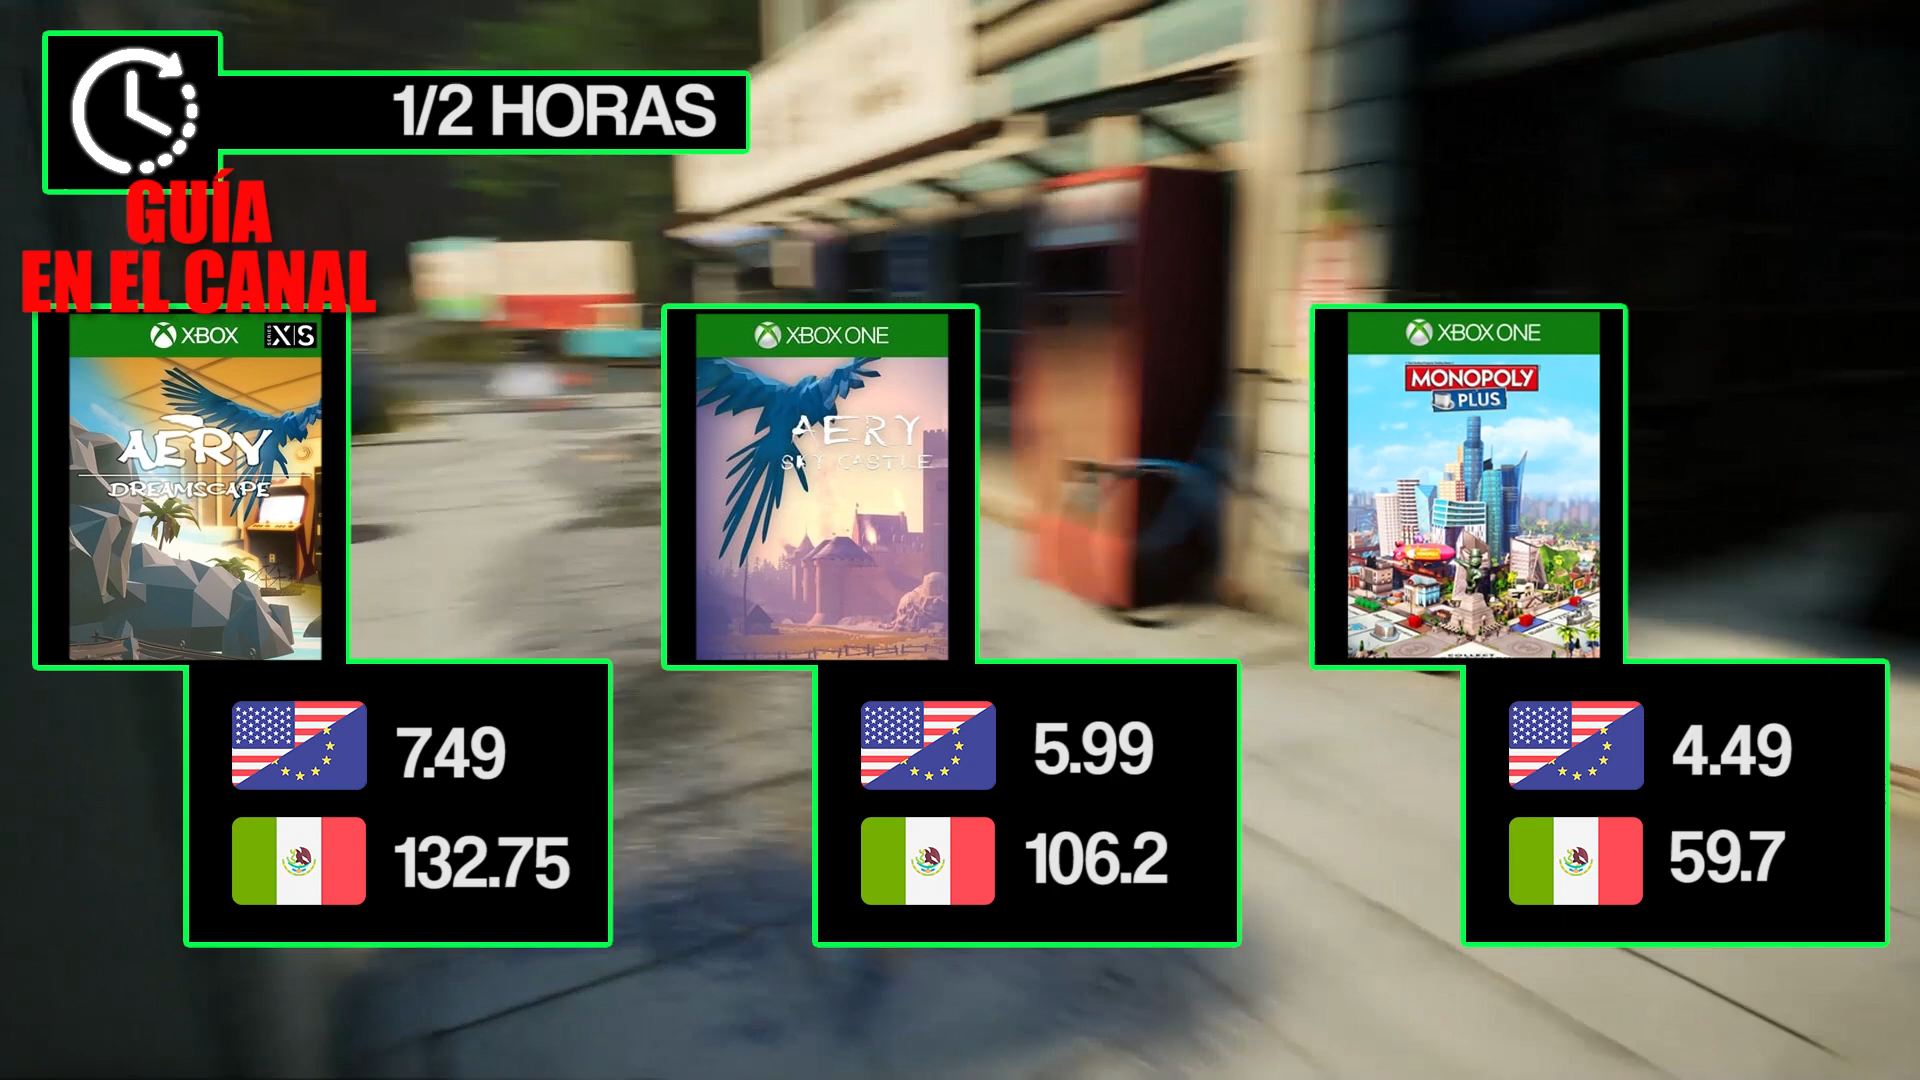 1/2 HORAS
GUÍA
EN EL CANAL
XBOX SERIES X|S
AERY
DREAMSCAPE
7.49
132.75
XBOX ONE
AERY
SKY CASTLE
5.99
106.2
XBOX ONE
MONOPOLY
PLUS
4.49
59.7